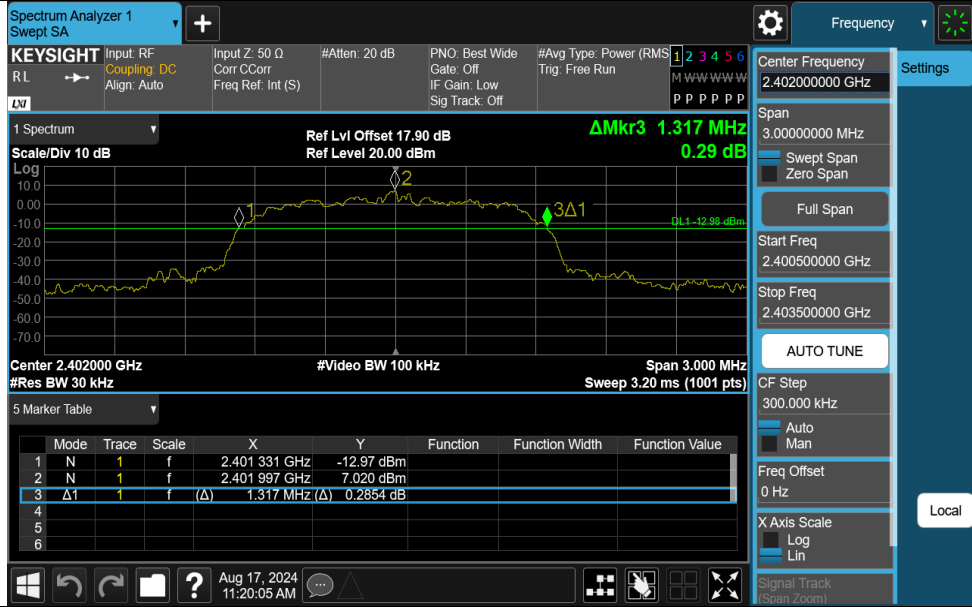 Spectrum Analyzer 1
Swept SA
+
Frequency
KEYSIGHT
R L
LXI
Input: RF
Coupling: DC
Align: Auto
Input Z: 50 Ω
Corr CCorr
Freq Ref: Int (S)
#Atten: 20 dB
PNO: Best Wide
Gate: Off
IF Gain: Low
Sig Track: Off
#Avg Type: Power (RMS
Trig: Free Run
1 2 3 4 5 6
M W W W W W
P P P P P P
1 Spectrum
Scale/Div 10 dB
Ref Lvl Offset 17.90 dB
Ref Level 20.00 dBm
ΔMkr3 1.317 MHz
0.29 dB
Log
10.0
0.00
-10.0
-20.0
-30.0
-40.0
-50.0
-60.0
-70.0
1
2
3Δ1
DL1 -12.98 dBm
Center 2.402000 GHz
#Video BW 100 kHz
Span 3.000 MHz
#Res BW 30 kHz
Sweep 3.20 ms (1001 pts)
5 Marker Table
Mode Trace Scale X Y Function Function Width Function Value
1 N 1 f 2.401 331 GHz -12.97 dBm
2 N 1 f 2.401 997 GHz 7.020 dBm
3 Δ1 1 f (Δ) 1.317 MHz (Δ) 0.2854 dB
4
5
6
?
Aug 17, 2024
11:20:05 AM
Settings
Center Frequency
2.402000000 GHz
Span
3.00000000 MHz
Swept Span
Zero Span
Full Span
Start Freq
2.400500000 GHz
Stop Freq
2.403500000 GHz
AUTO TUNE
CF Step
300.000 kHz
Auto
Man
Freq Offset
0 Hz
X Axis Scale
Log
Lin
Signal Track
(Span Zoom)
Local